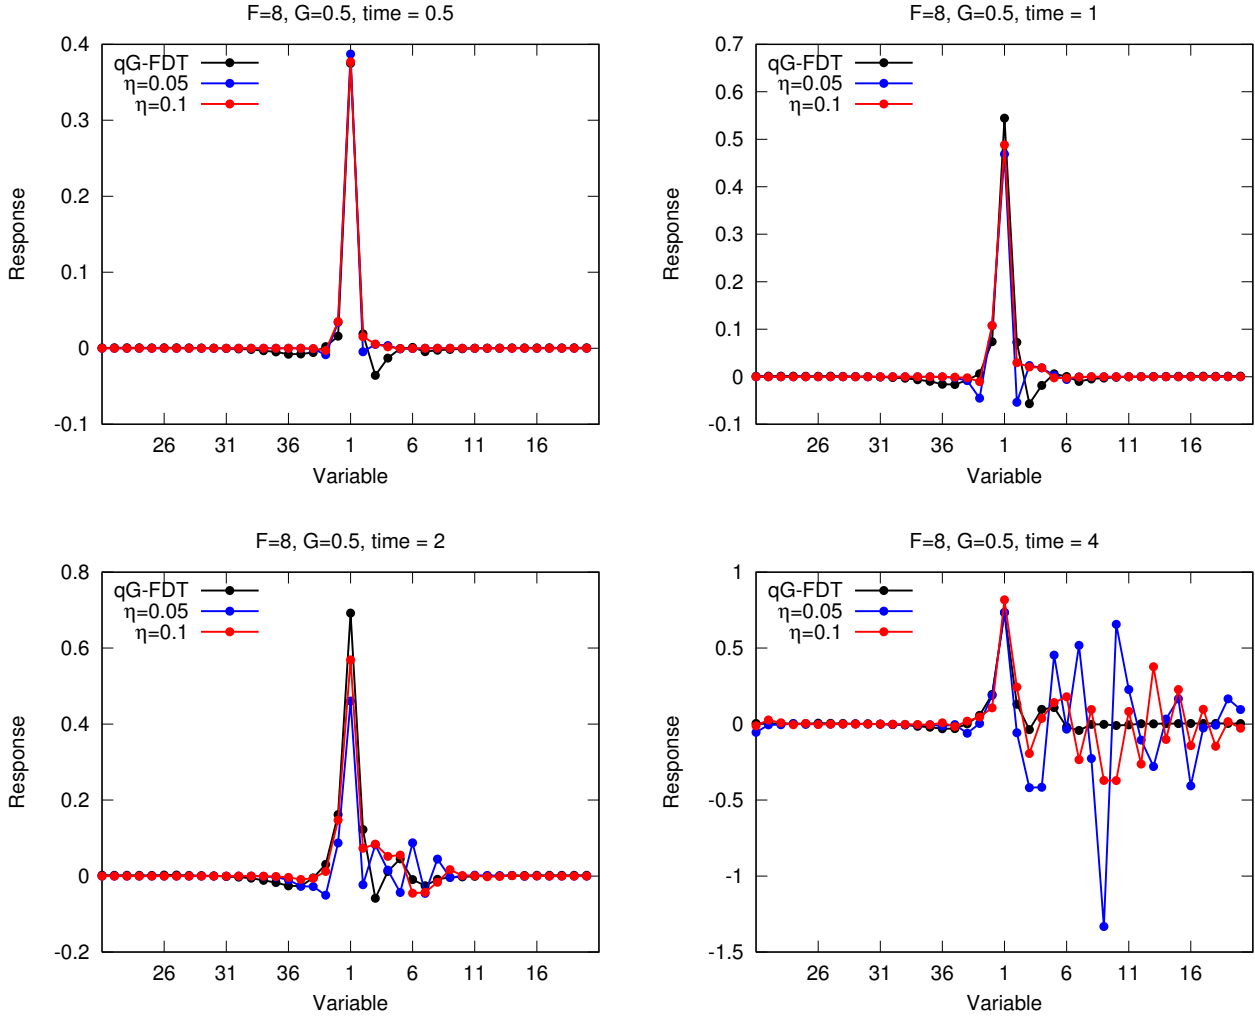 F=8, G=0.5, time = 0.5
0.4
0.3
0.2
0.1
0
-0.1
Response
qG-FDT
η=0.05
η=0.1
26 31 36 1 6 11 16
Variable
F=8, G=0.5, time = 1
0.7
0.6
0.5
0.4
0.3
0.2
0.1
0
-0.1
Response
qG-FDT
η=0.05
η=0.1
26 31 36 1 6 11 16
Variable
F=8, G=0.5, time = 2
0.8
0.6
0.4
0.2
0
-0.2
Response
qG-FDT
η=0.05
η=0.1
26 31 36 1 6 11 16
Variable
F=8, G=0.5, time = 4
1
0.5
0
-0.5
-1
-1.5
Response
qG-FDT
η=0.05
η=0.1
26 31 36 1 6 11 16
Variable